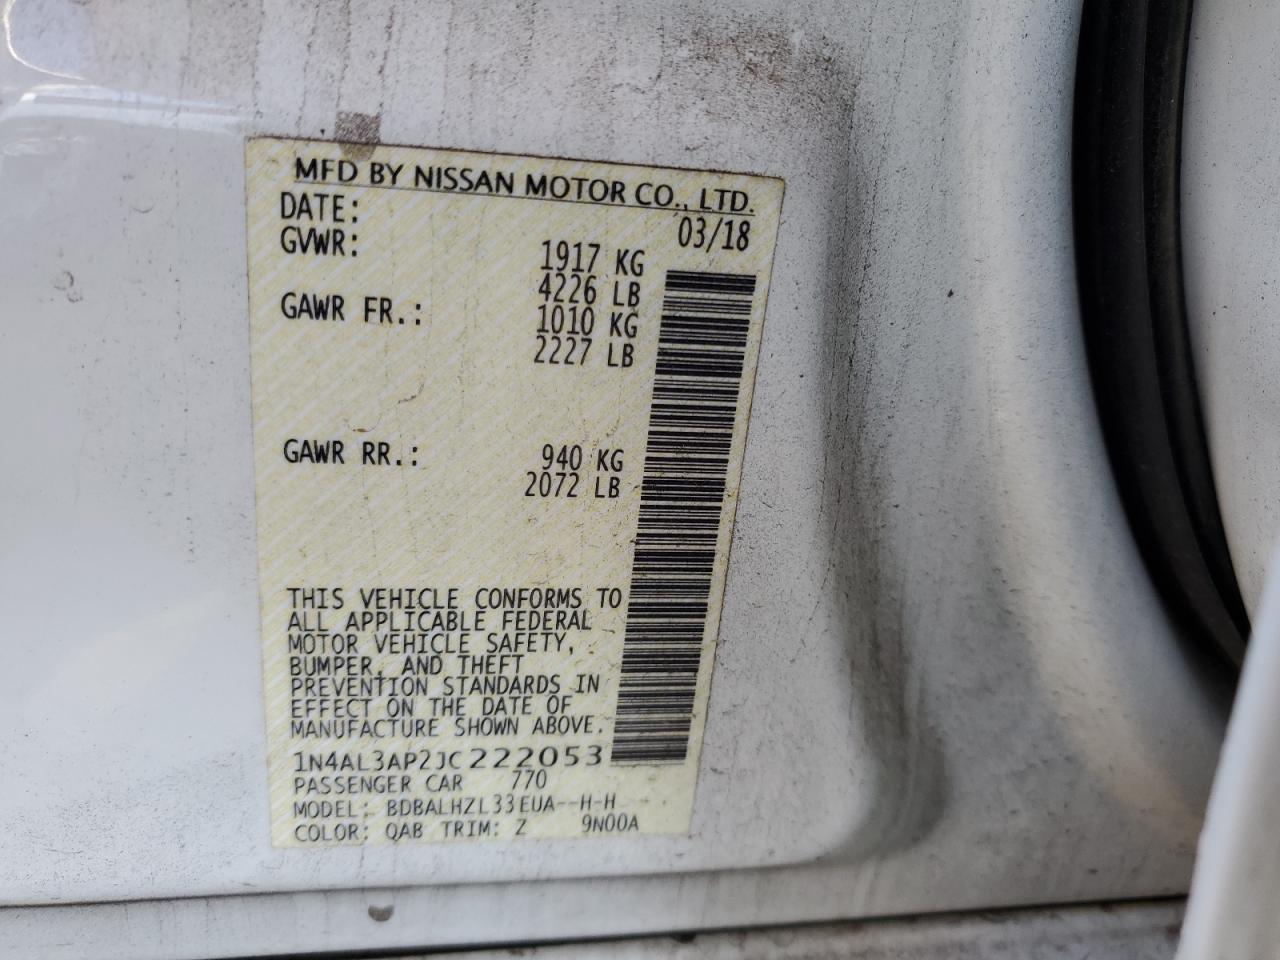 MFD BY NISSAN MOTOR CO., LTD.
DATE: 03/18
GVWR: 1917 KG
4226 LB
GAWR FR.: 1010 KG
2227 LB
GAWR RR.: 940 KG
2072 LB
THIS VEHICLE CONFORMS TO
ALL APPLICABLE FEDERAL
MOTOR VEHICLE SAFETY,
BUMPER, AND THEFT
PREVENTION STANDARDS IN
EFFECT ON THE DATE OF
MANUFACTURE SHOWN ABOVE.
1N4AL3AP2JC222053
PASSENGER CAR 770
MODEL: BDBALHZL33EUA--H-H
COLOR: QAB TRIM: Z 9N00A